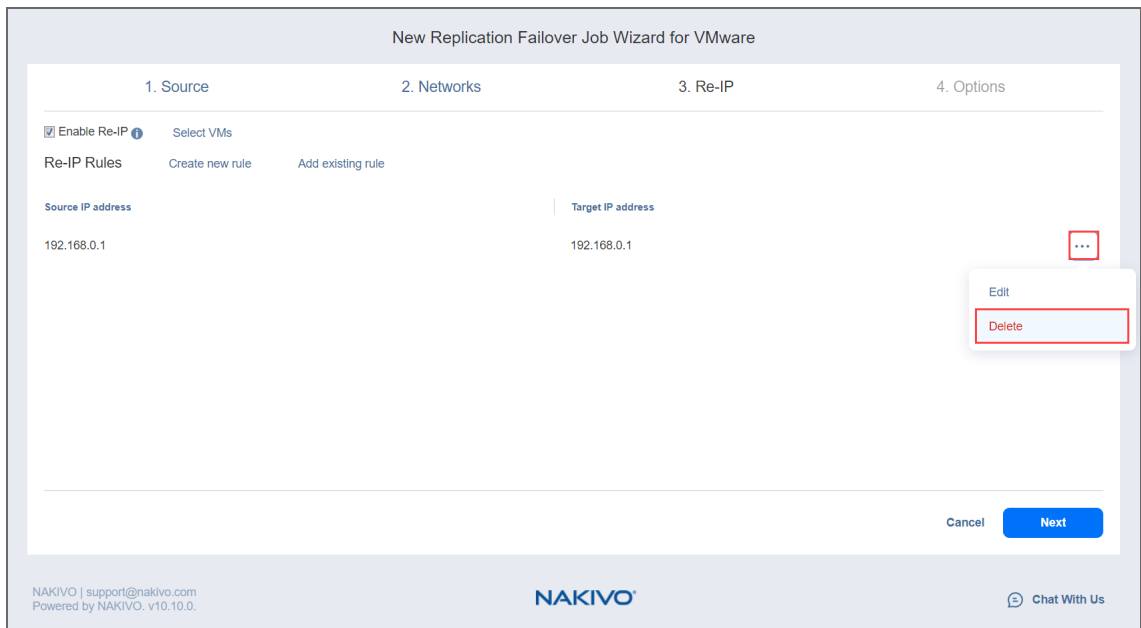 New Replication Failover Job Wizard for VMware
1. Source 2. Networks 3. Re-IP 4. Options
Enable Re-IP Select VMs
Re-IP Rules Create new rule Add existing rule
Source IP address Target IP address
192.168.0.1 192.168.0.1
Edit
Delete
Cancel Next
NAKIVO | support@nakivo.com
Powered by NAKIVO. v10.10.0.
NAKIVO®
Chat With Us